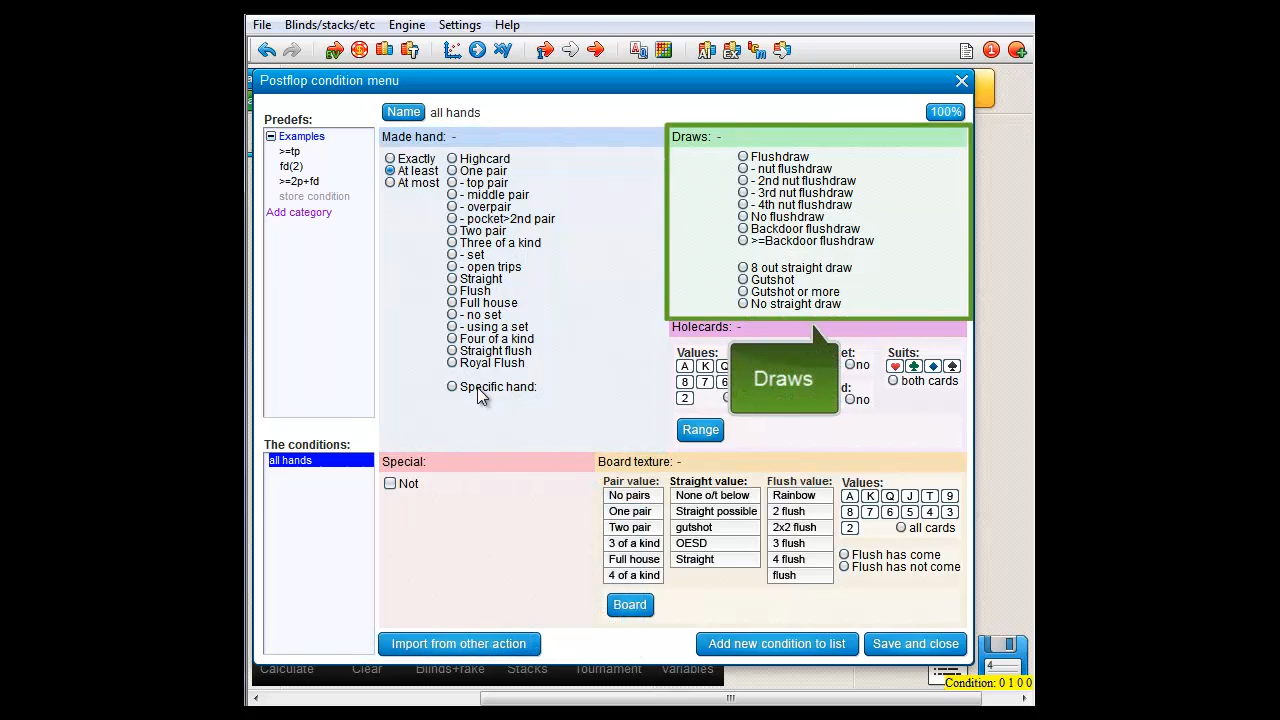 File Blinds/stacks/etc Engine Settings Help
Postflop condition menu
Name all hands 100%
Predefs:
Examples
>=tp
fd(2)
>=2p+fd
store condition
Add category
The conditions:
all hands
Made hand: -
Exactly
At least
At most
Highcard
One pair
- top pair
- middle pair
- overpair
- pocket>2nd pair
Two pair
Three of a kind
- set
- open trips
Straight
Flush
Full house
- no set
- using a set
Four of a kind
Straight flush
Royal Flush
Specific hand:
Draws: -
Flushdraw
- nut flushdraw
- 2nd nut flushdraw
- 3rd nut flushdraw
- 4th nut flushdraw
No flushdraw
Backdoor flushdraw
>=Backdoor flushdraw
8 out straight draw
Gutshot
Gutshot or more
No straight draw
Draws
Holecards: -
Values:
A K
8 7 6
2
Range
et:
no
d:
no
Suits:
both cards
Special:
Not
Board texture: -
Pair value:
No pairs
One pair
Two pair
3 of a kind
Full house
4 of a kind
Straight value:
None o/t below
Straight possible
gutshot
OESD
Straight
Flush value:
Rainbow
2 flush
2x2 flush
3 flush
4 flush
flush
Values:
A K Q J T 9
8 7 6 5 4 3
2 all cards
Flush has come
Flush has not come
Board
Import from other action Add new condition to list Save and close
Calculate Clear Blinds+rake Stacks Tournament Variables
4
Condition: 0 1 0 0